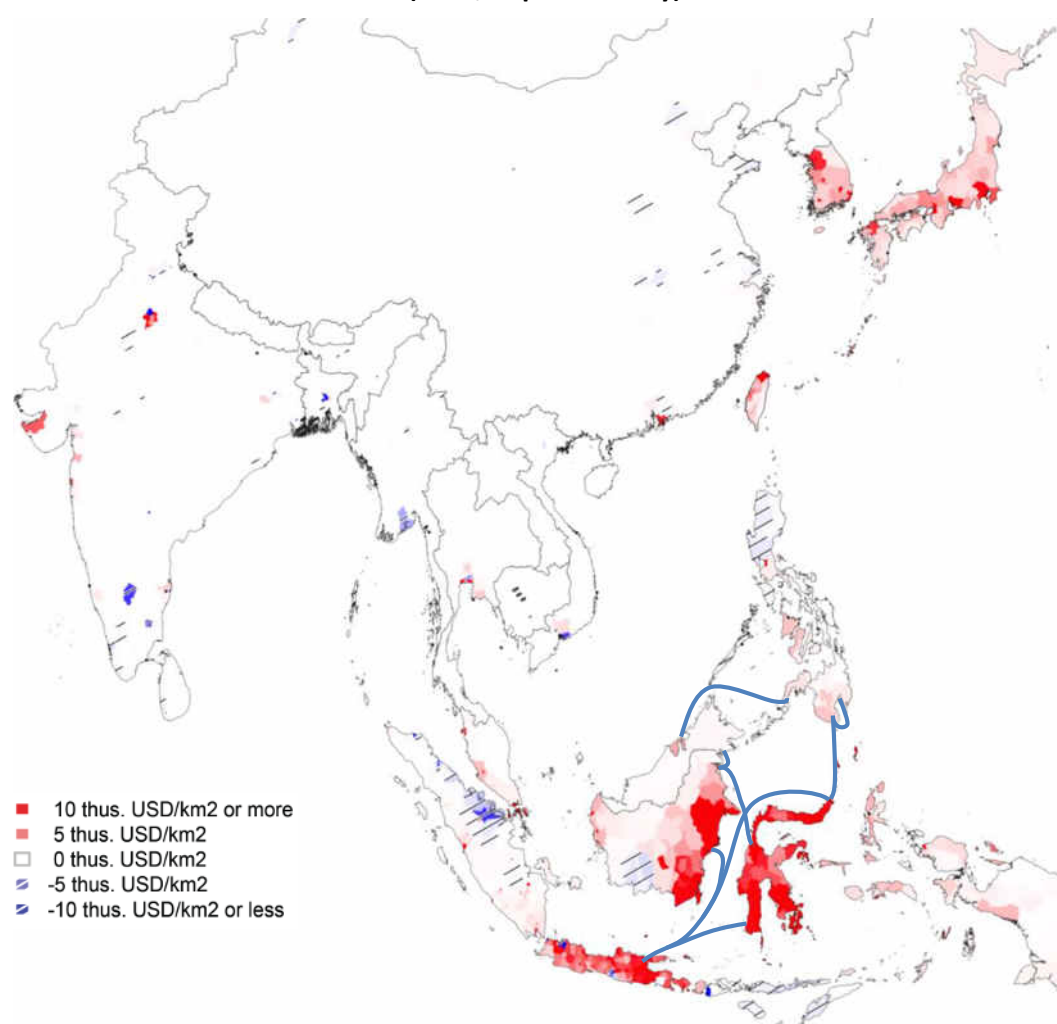 10 thus. USD/km2 or more
5 thus. USD/km2
0 thus. USD/km2
-5 thus. USD/km2
-10 thus. USD/km2 or less